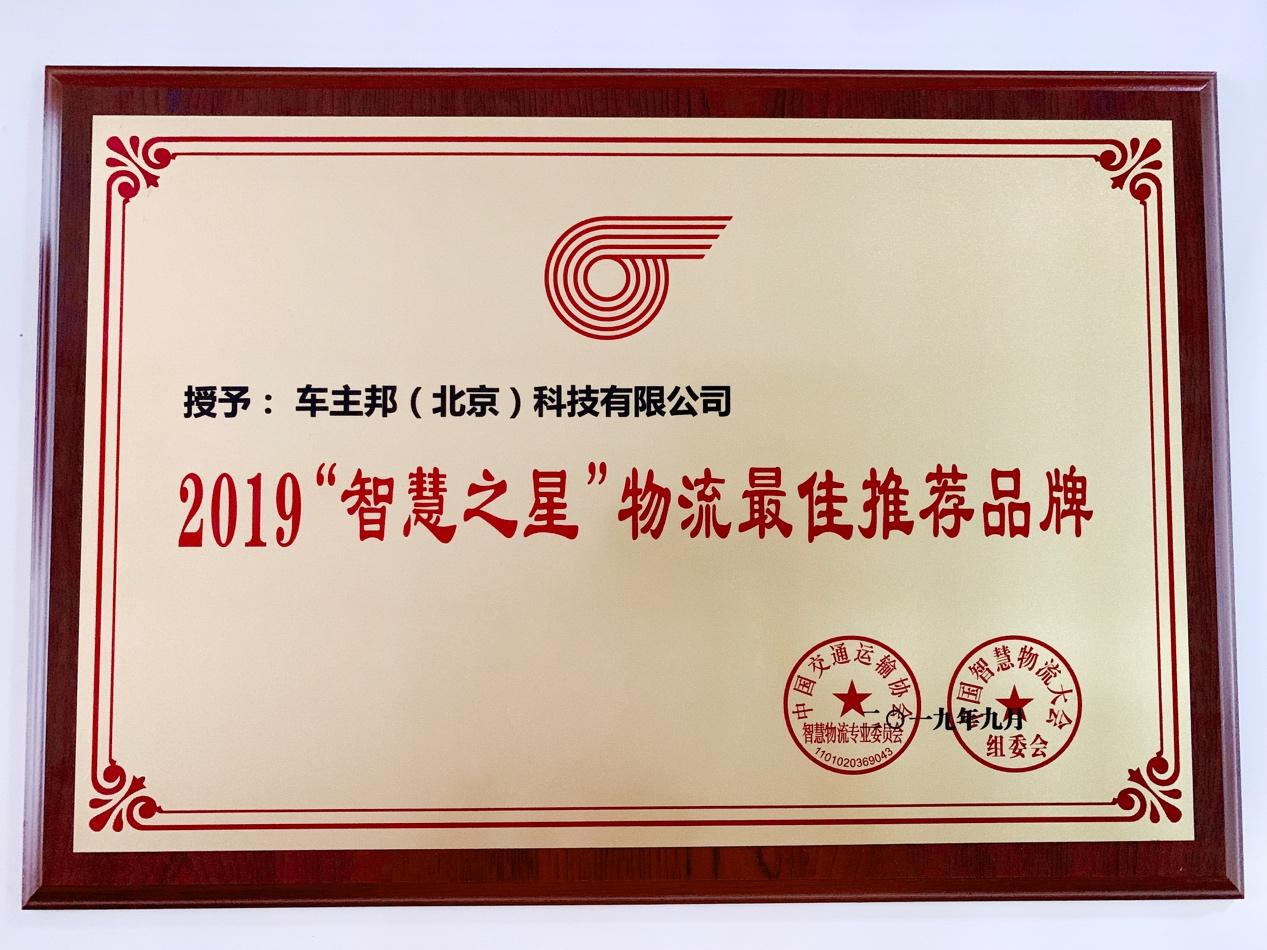 授予：车主邦（北京）科技有限公司
2019“智慧之星”物流最佳推荐品牌
中国交通运输协会
智慧物流专业委员会
1101020369043
中国智慧物流大会
组委会
二〇一九年九月